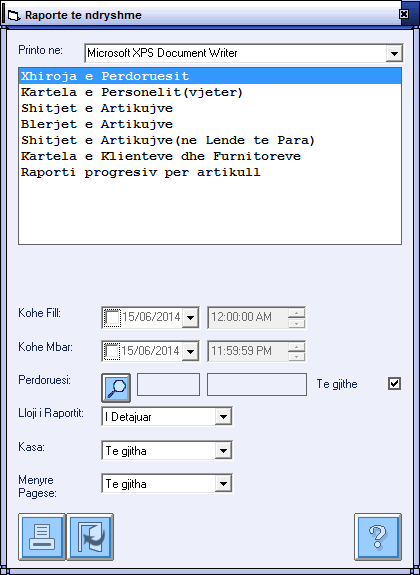 Raporte te ndryshme
Printo ne: Microsoft XPS Document Writer
Xhiroja e Perdoruesit
Kartela e Personelit(vjeter)
Shitjet e Artikujve
Blerjet e Artikujve
Shitjet e Artikujve(ne Lende te Para)
Kartela e Klienteve dhe Furnitoreve
Raporti progresiv per artikull
Kohe Fill: 15/06/2014 12:00:00 AM
Kohe Mbar: 15/06/2014 11:59:59 PM
Perdoruesi: Te gjithe
Lloji i Raportit: I Detajuar
Kasa: Te gjitha
Menyre
Pagese: Te gjitha
?